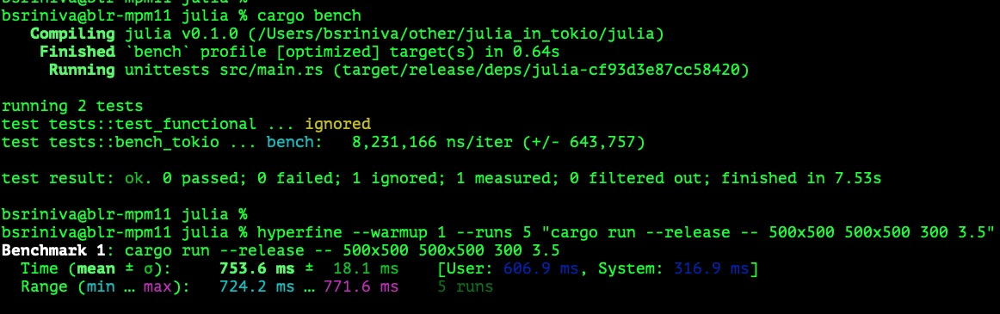 bsriniva@blr-mpm11 julia %
bsriniva@blr-mpm11 julia % cargo bench
   Compiling julia v0.1.0 (/Users/bsriniva/other/julia_in_tokio/julia)
    Finished `bench` profile [optimized] target(s) in 0.64s
     Running unittests src/main.rs (target/release/deps/julia-cf93d3e87cc58420)

running 2 tests
test tests::test_functional ... ignored
test tests::bench_tokio ... bench:   8,231,166 ns/iter (+/- 643,757)

test result: ok. 0 passed; 0 failed; 1 ignored; 1 measured; 0 filtered out; finished in 7.53s

bsriniva@blr-mpm11 julia %
bsriniva@blr-mpm11 julia % hyperfine --warmup 1 --runs 5 "cargo run --release -- 500x500 500x500 300 3.5"
Benchmark 1: cargo run --release -- 500x500 500x500 300 3.5
  Time (mean ± σ):     753.6 ms ±  18.1 ms    [User: 606.9 ms, System: 316.9 ms]
  Range (min … max):   724.2 ms … 771.6 ms    5 runs